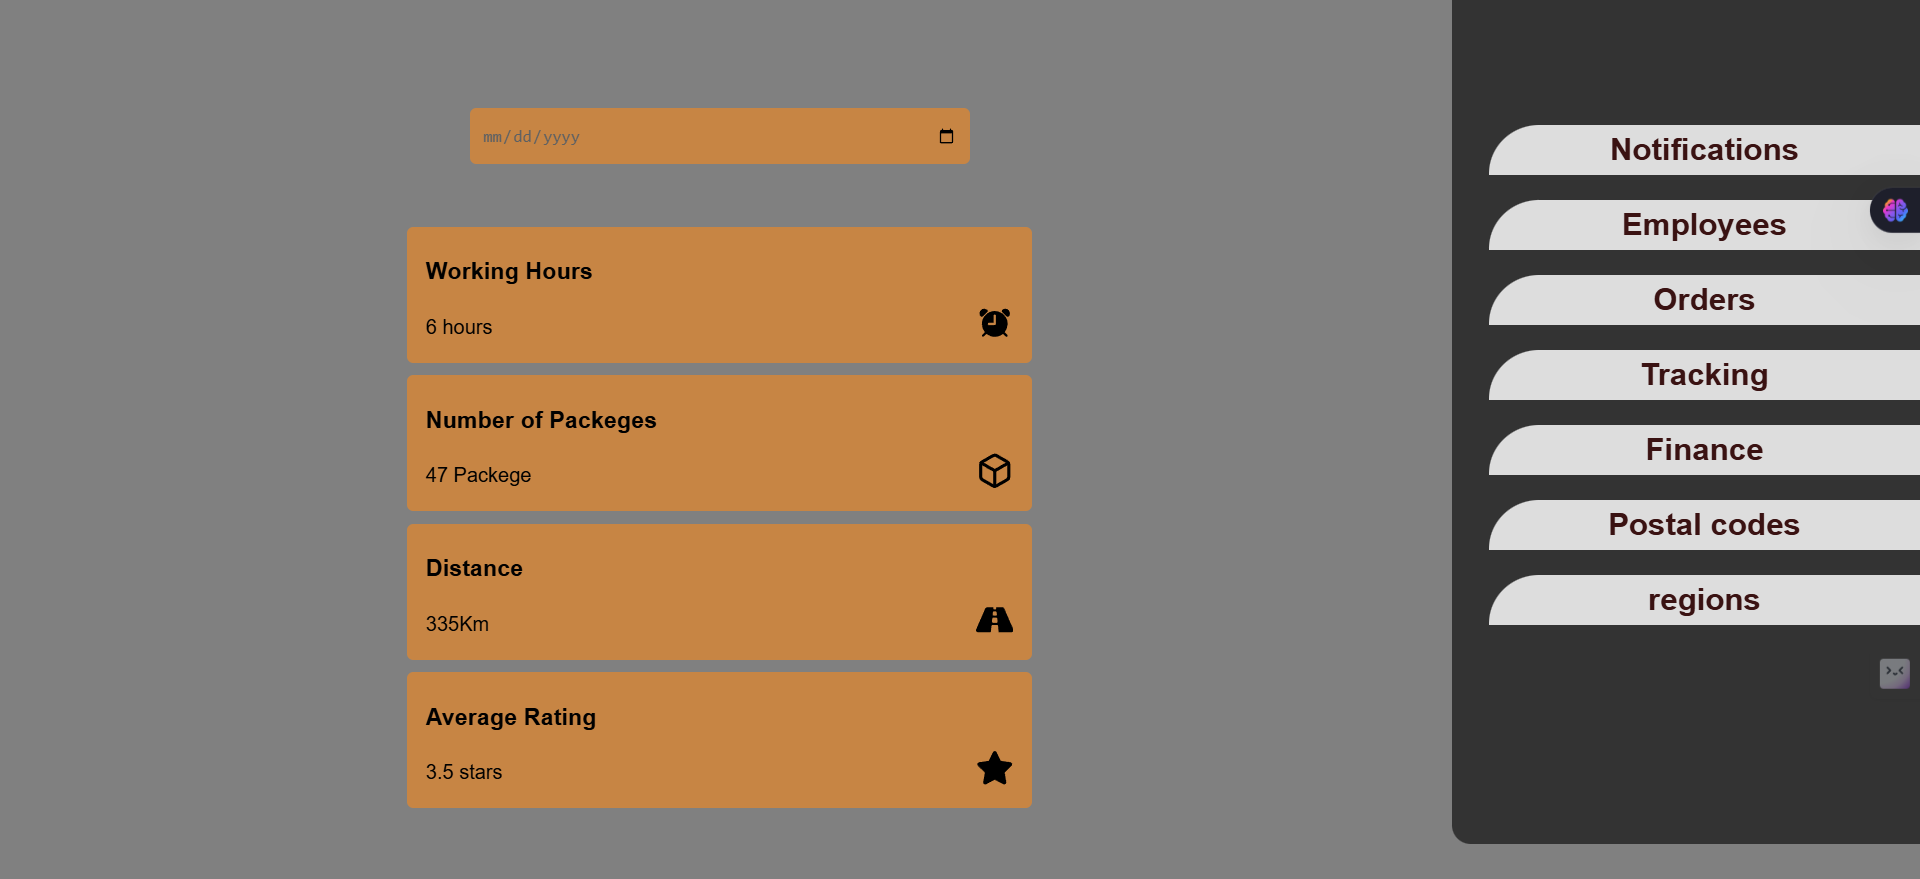 mm/dd/yyyy
Working Hours
6 hours
Number of Packeges
47 Packege
Distance
335Km
Average Rating
3.5 stars
Notifications
Employees
Orders
Tracking
Finance
Postal codes
regions